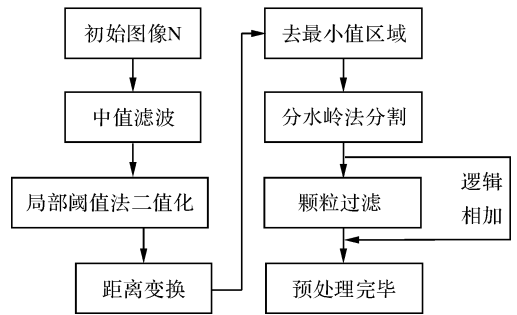 初始图像N
中值滤波
局部阈值法二值化
距离变换
去最小值区域
分水岭法分割
颗粒过滤
逻辑
相加
预处理完毕